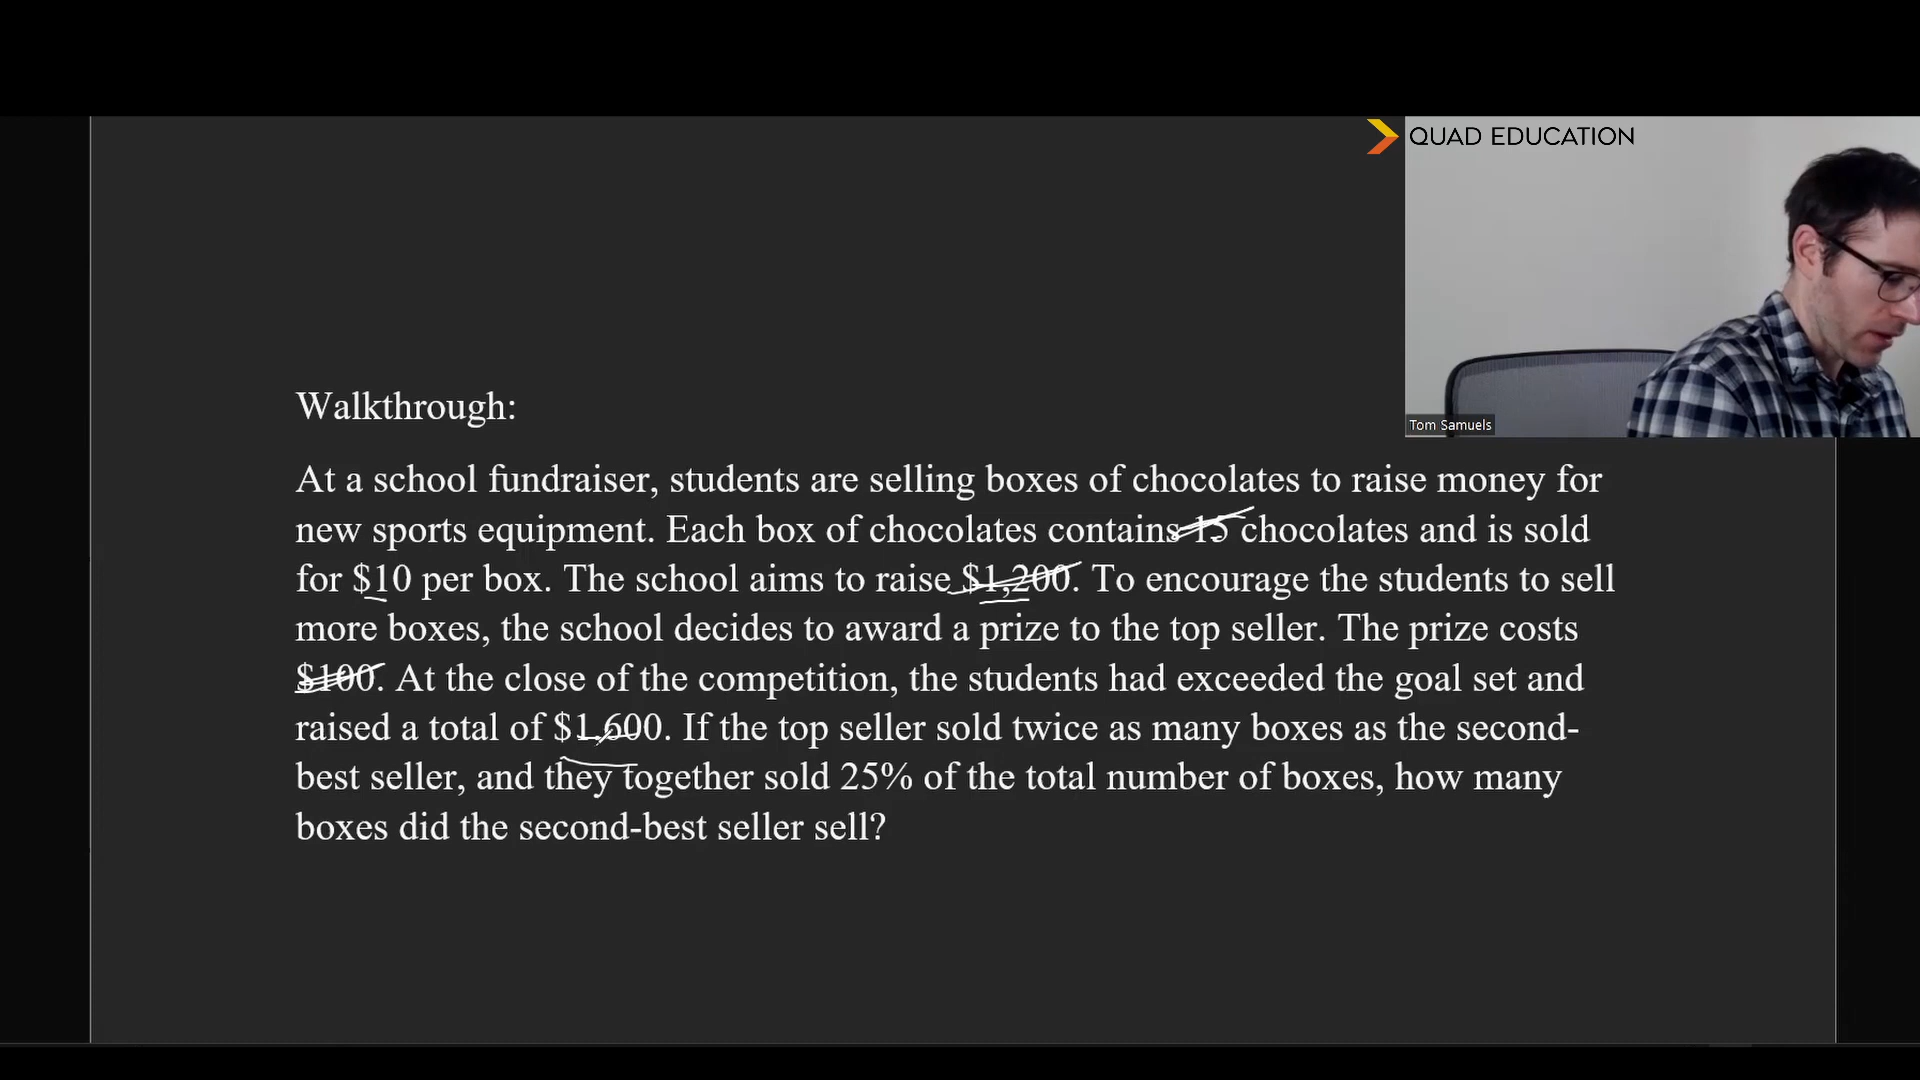 QUAD EDUCATION
Tom Samuels
Walkthrough:
At a school fundraiser, students are selling boxes of chocolates to raise money for
new sports equipment. Each box of chocolates contains 15 chocolates and is sold
for $10 per box. The school aims to raise $1,200. To encourage the students to sell
more boxes, the school decides to award a prize to the top seller. The prize costs
$100. At the close of the competition, the students had exceeded the goal set and
raised a total of $1,600. If the top seller sold twice as many boxes as the second-
best seller, and they together sold 25% of the total number of boxes, how many
boxes did the second-best seller sell?